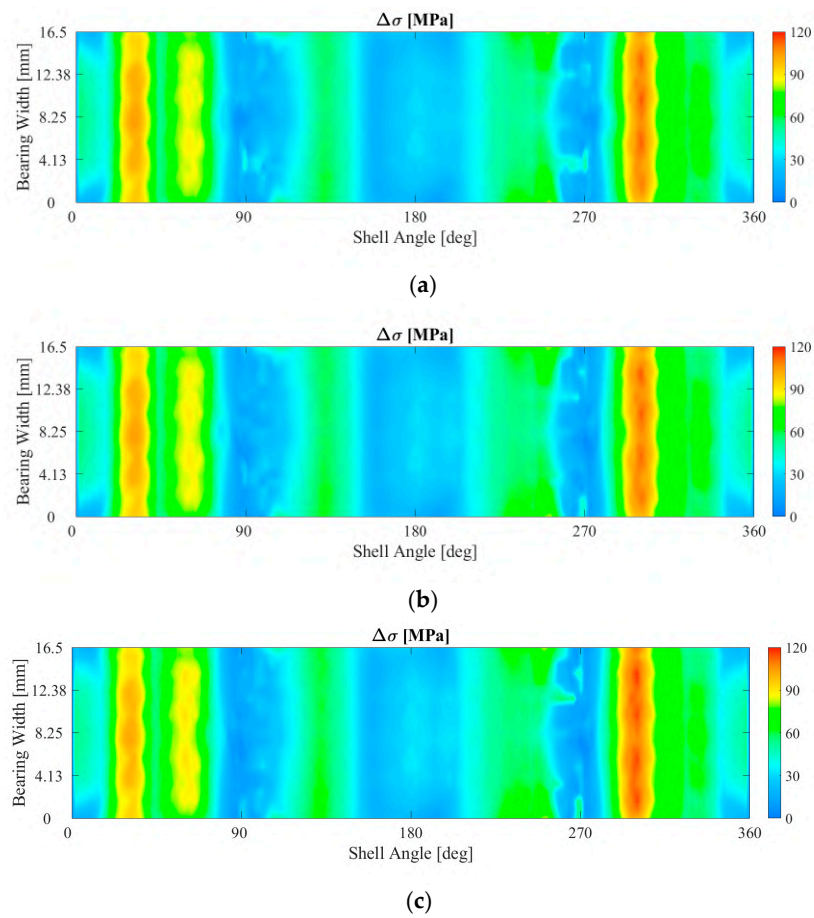 Δσ [MPa]
16.5
12.38
8.25
4.13
0
Bearing Width [mm]
0 90 180 270 360
Shell Angle [deg]
120
90
60
30
0
(a)
Δσ [MPa]
16.5
12.38
8.25
4.13
0
Bearing Width [mm]
0 90 180 270 360
Shell Angle [deg]
120
90
60
30
0
(b)
Δσ [MPa]
16.5
12.38
8.25
4.13
0
Bearing Width [mm]
0 90 180 270 360
Shell Angle [deg]
120
90
60
30
0
(c)